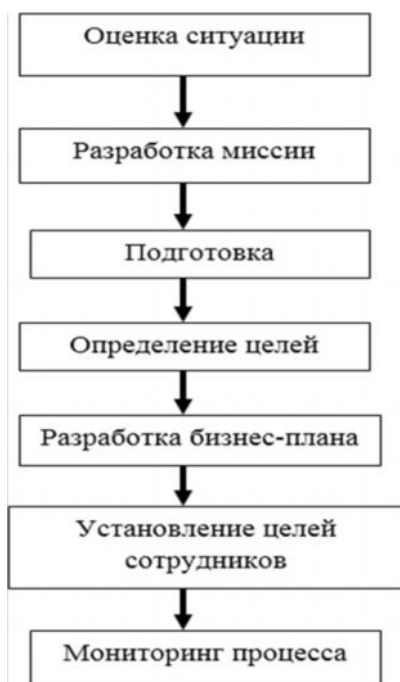 Оценка ситуации
Разработка миссии
Подготовка
Определение целей
Разработка бизнес-плана
Установление целей
сотрудников
Мониторинг процесса